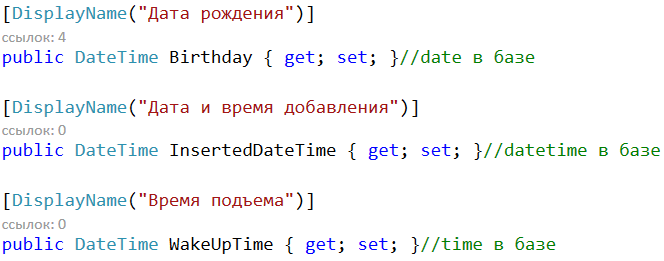 [DisplayName("Дата рождения")]
ссылок: 4
public DateTime Birthday { get; set; }//date в базе
[DisplayName("Дата и время добавления")]
ссылок: 0
public DateTime InsertedDateTime { get; set; }//datetime в базе
[DisplayName("Время подъема")]
ссылок: 0
public DateTime WakeUpTime { get; set; }//time в базе